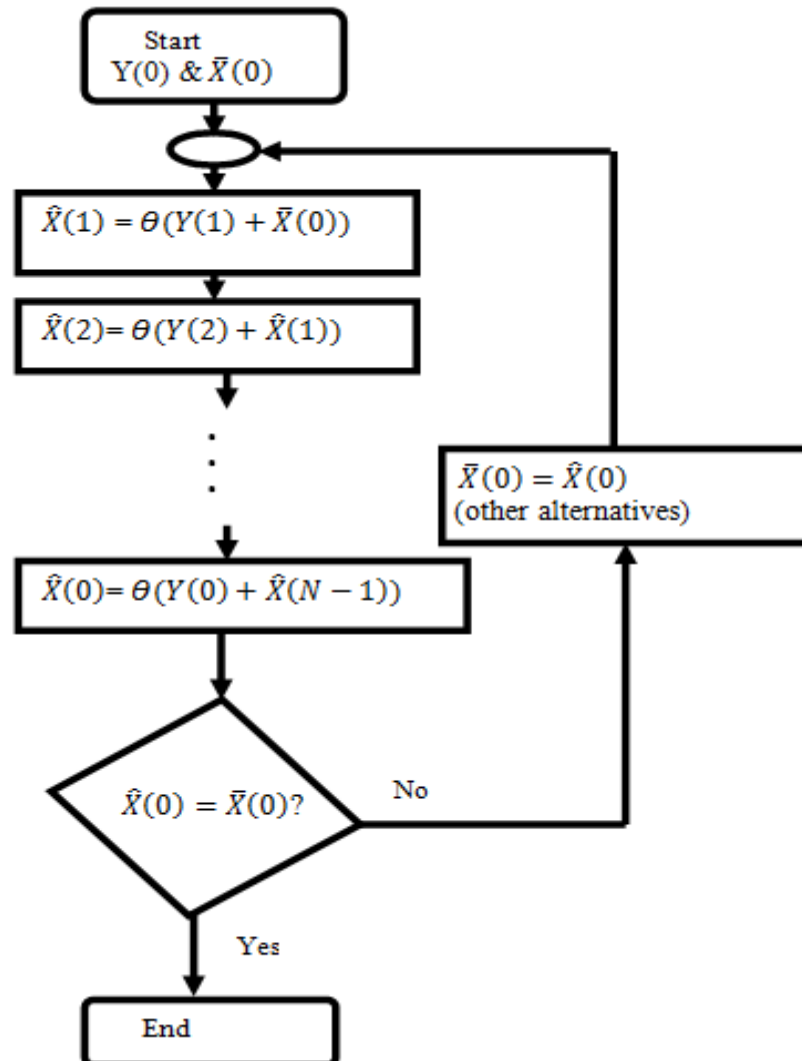 Start
Y(0) & X̄(0)
X̂(1) = θ(Y(1) + X̄(0))
X̂(2)= θ(Y(2) + X̂(1))
.
.
.
X̄(0) = X̂(0)
(other alternatives)
X̂(0)= θ(Y(0) + X̂(N − 1))
X̂(0) = X̄(0)?
No
Yes
End